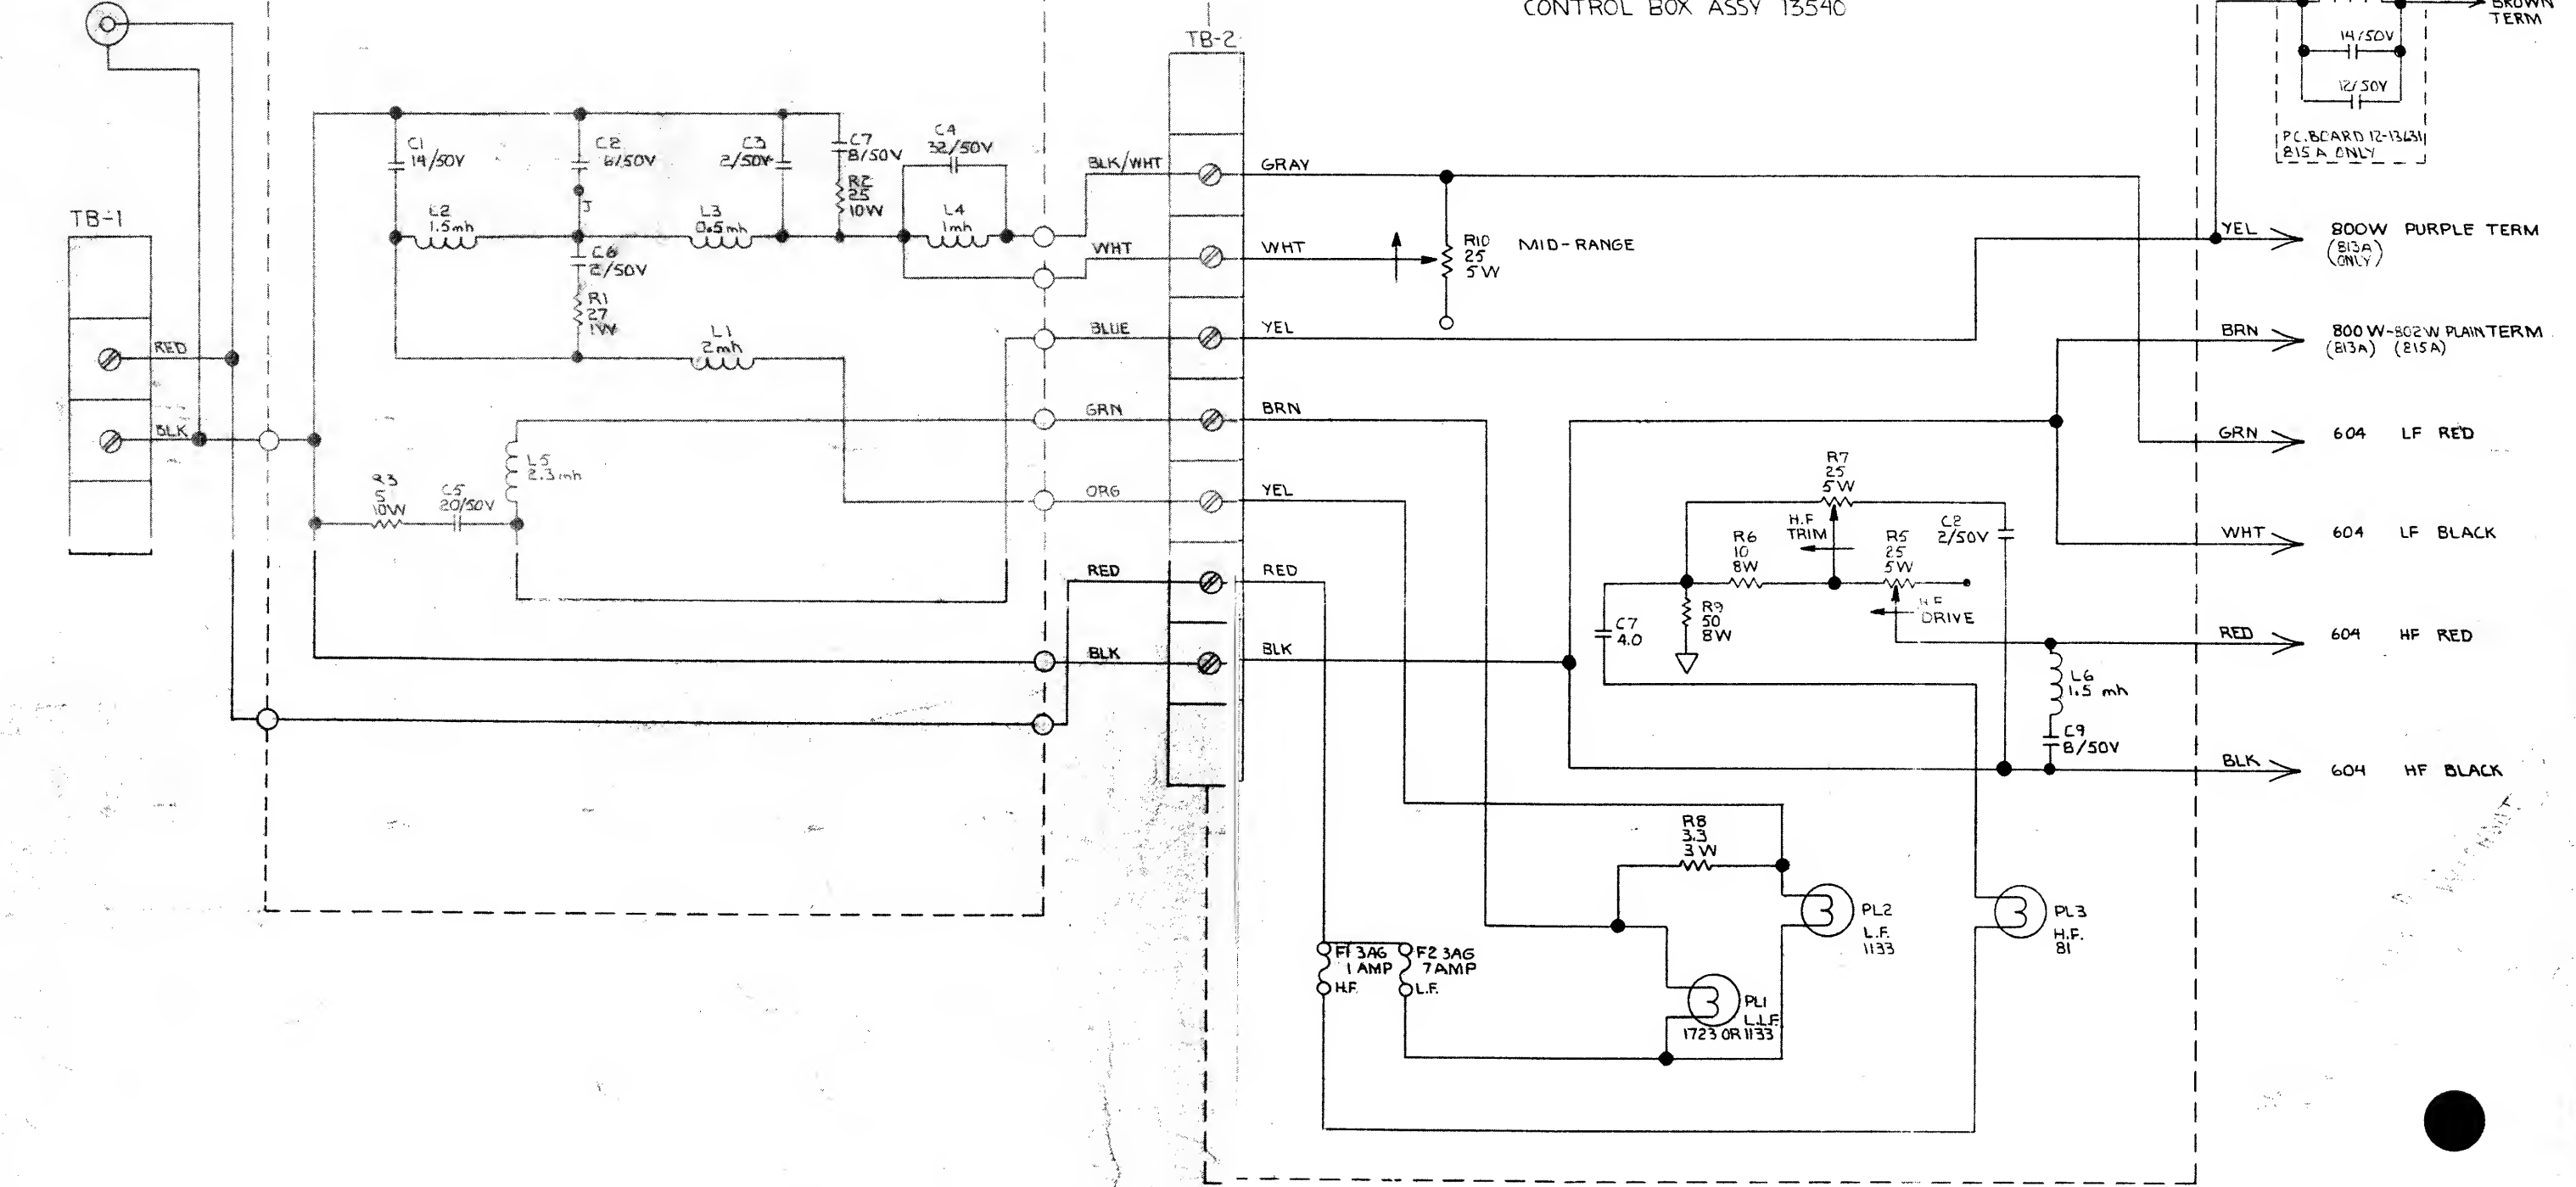 CONTROL BOX ASSY 13540
BROWN
TERM
14/50V
12/50V
P.C. BOARD 12-13631
815 A ONLY
TB-2
TB-1
RED
BLK
C1
14/50V
C2
6/50V
C3
2/50V
C7
8/50V
R2
25
10W
C4
32/50V
J
L2
1.5mh
L3
0.5mh
L4
1mh
C6
2/50V
R1
27
1W
L1
2mh
L5
2.3mh
R3
5
10W
C5
20/50V
BLK/WHT
WHT
BLUE
GRN
ORG
RED
BLK
GRAY
WHT
YEL
BRN
YEL
RED
BLK
R10
25
5W
MID-RANGE
YEL
800W PURPLE TERM
(813A)
(ONLY)
BRN
800W-802W PLAIN TERM
(813A) (815A)
GRN
604 LF RED
WHT
604 LF BLACK
RED
604 HF RED
BLK
604 HF BLACK
R7
25
5W
H.F
TRIM
R6
10
8W
R5
25
5W
C2
2/50V
H F
DRIVE
C7
4.0
R9
50
8W
L6
1.5 mh
C9
8/50V
R8
3.3
3W
PL2
L.F.
1133
PL3
H.F.
81
F1 3AG
1 AMP
H.F.
F2 3AG
7AMP
L.F.
PL1
L.L.F.
1723 OR 1133